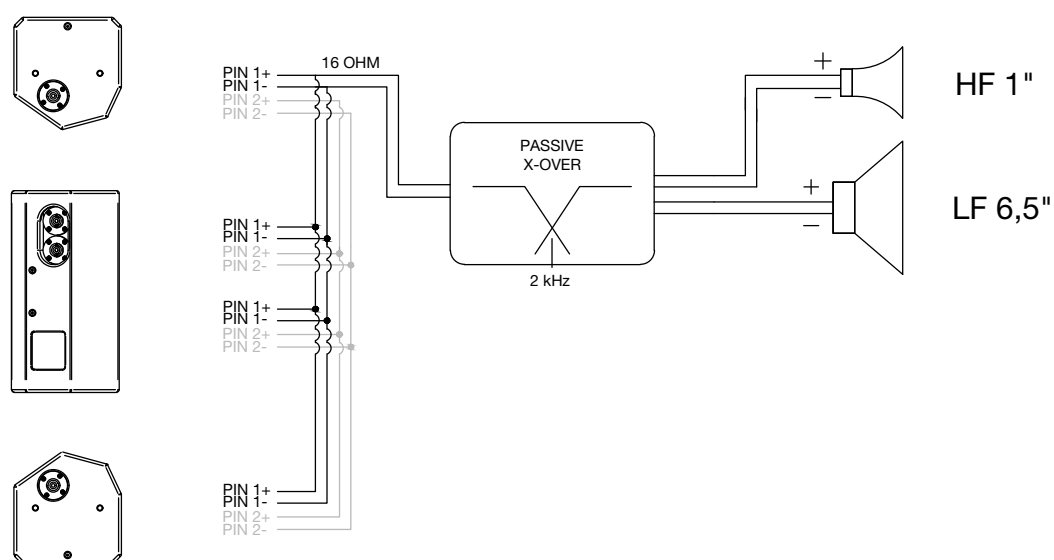 PIN 1+
16 OHM
PIN 1-
PIN 2+
PIN 2-
+
−
HF 1"
PASSIVE
X-OVER
2 kHz
+
−
LF 6,5"
PIN 1+
PIN 1-
PIN 2+
PIN 2-
PIN 1+
PIN 1-
PIN 2+
PIN 2-
PIN 1+
PIN 1-
PIN 2+
PIN 2-